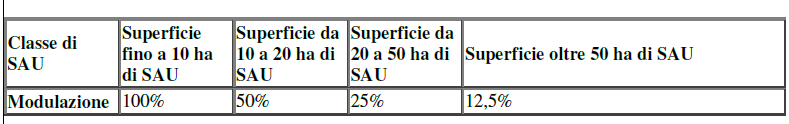 Classe di SAU
Superficie fino a 10 ha di SAU
Superficie da 10 a 20 ha di SAU
Superficie da 20 a 50 ha di SAU
Superficie oltre 50 ha di SAU
Modulazione
100%
50%
25%
12,5%